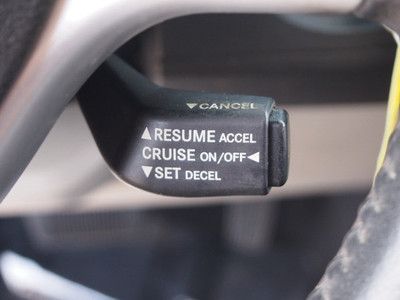 ▼CANCEL
▲RESUME ACCEL
CRUISE ON/OFF◀
▼SET DECEL